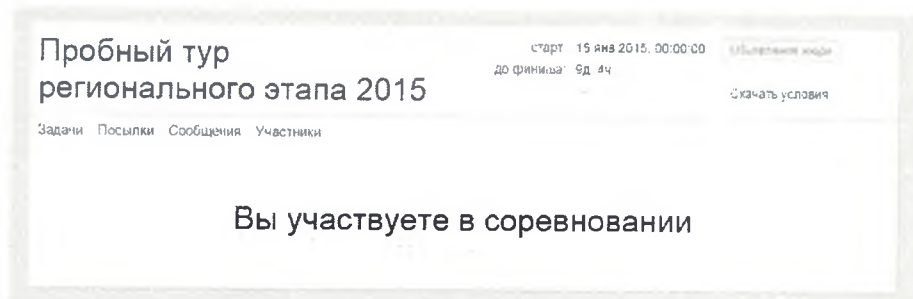 Пробный тур
регионального этапа 2015
старт 15 янв 2015, 00:00:00
до финиша: 9д 4ч
Скачать условия
Задачи Посылки Сообщения Участники
Вы участвуете в соревновании